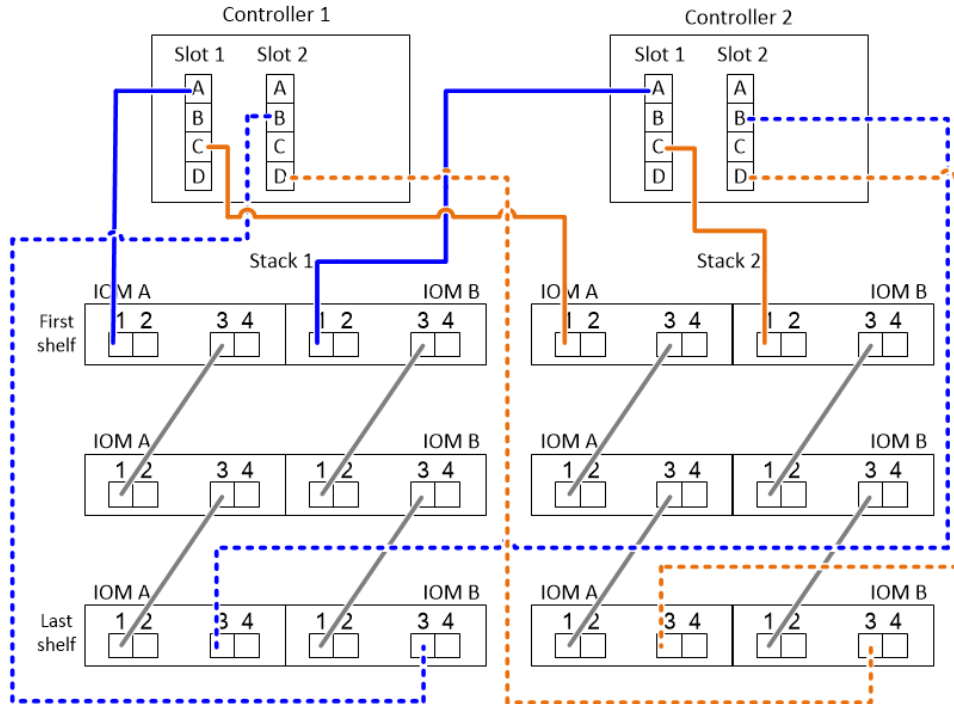 Controller 1 Controller 2
Slot 1 Slot 2 Slot 1 Slot 2
A A A A
B B B B
C C C C
D D D D
Stack 1 Stack 2
IOM A IOM B IOM A IOM B
First shelf
1 2 3 4 1 2 3 4 1 2 3 4 1 2 3 4
IOM A IOM B IOM A IOM B
1 2 3 4 1 2 3 4 1 2 3 4 1 2 3 4
IOM A IOM B IOM A IOM B
Last shelf
1 2 3 4 1 2 3 4 1 2 3 4 1 2 3 4